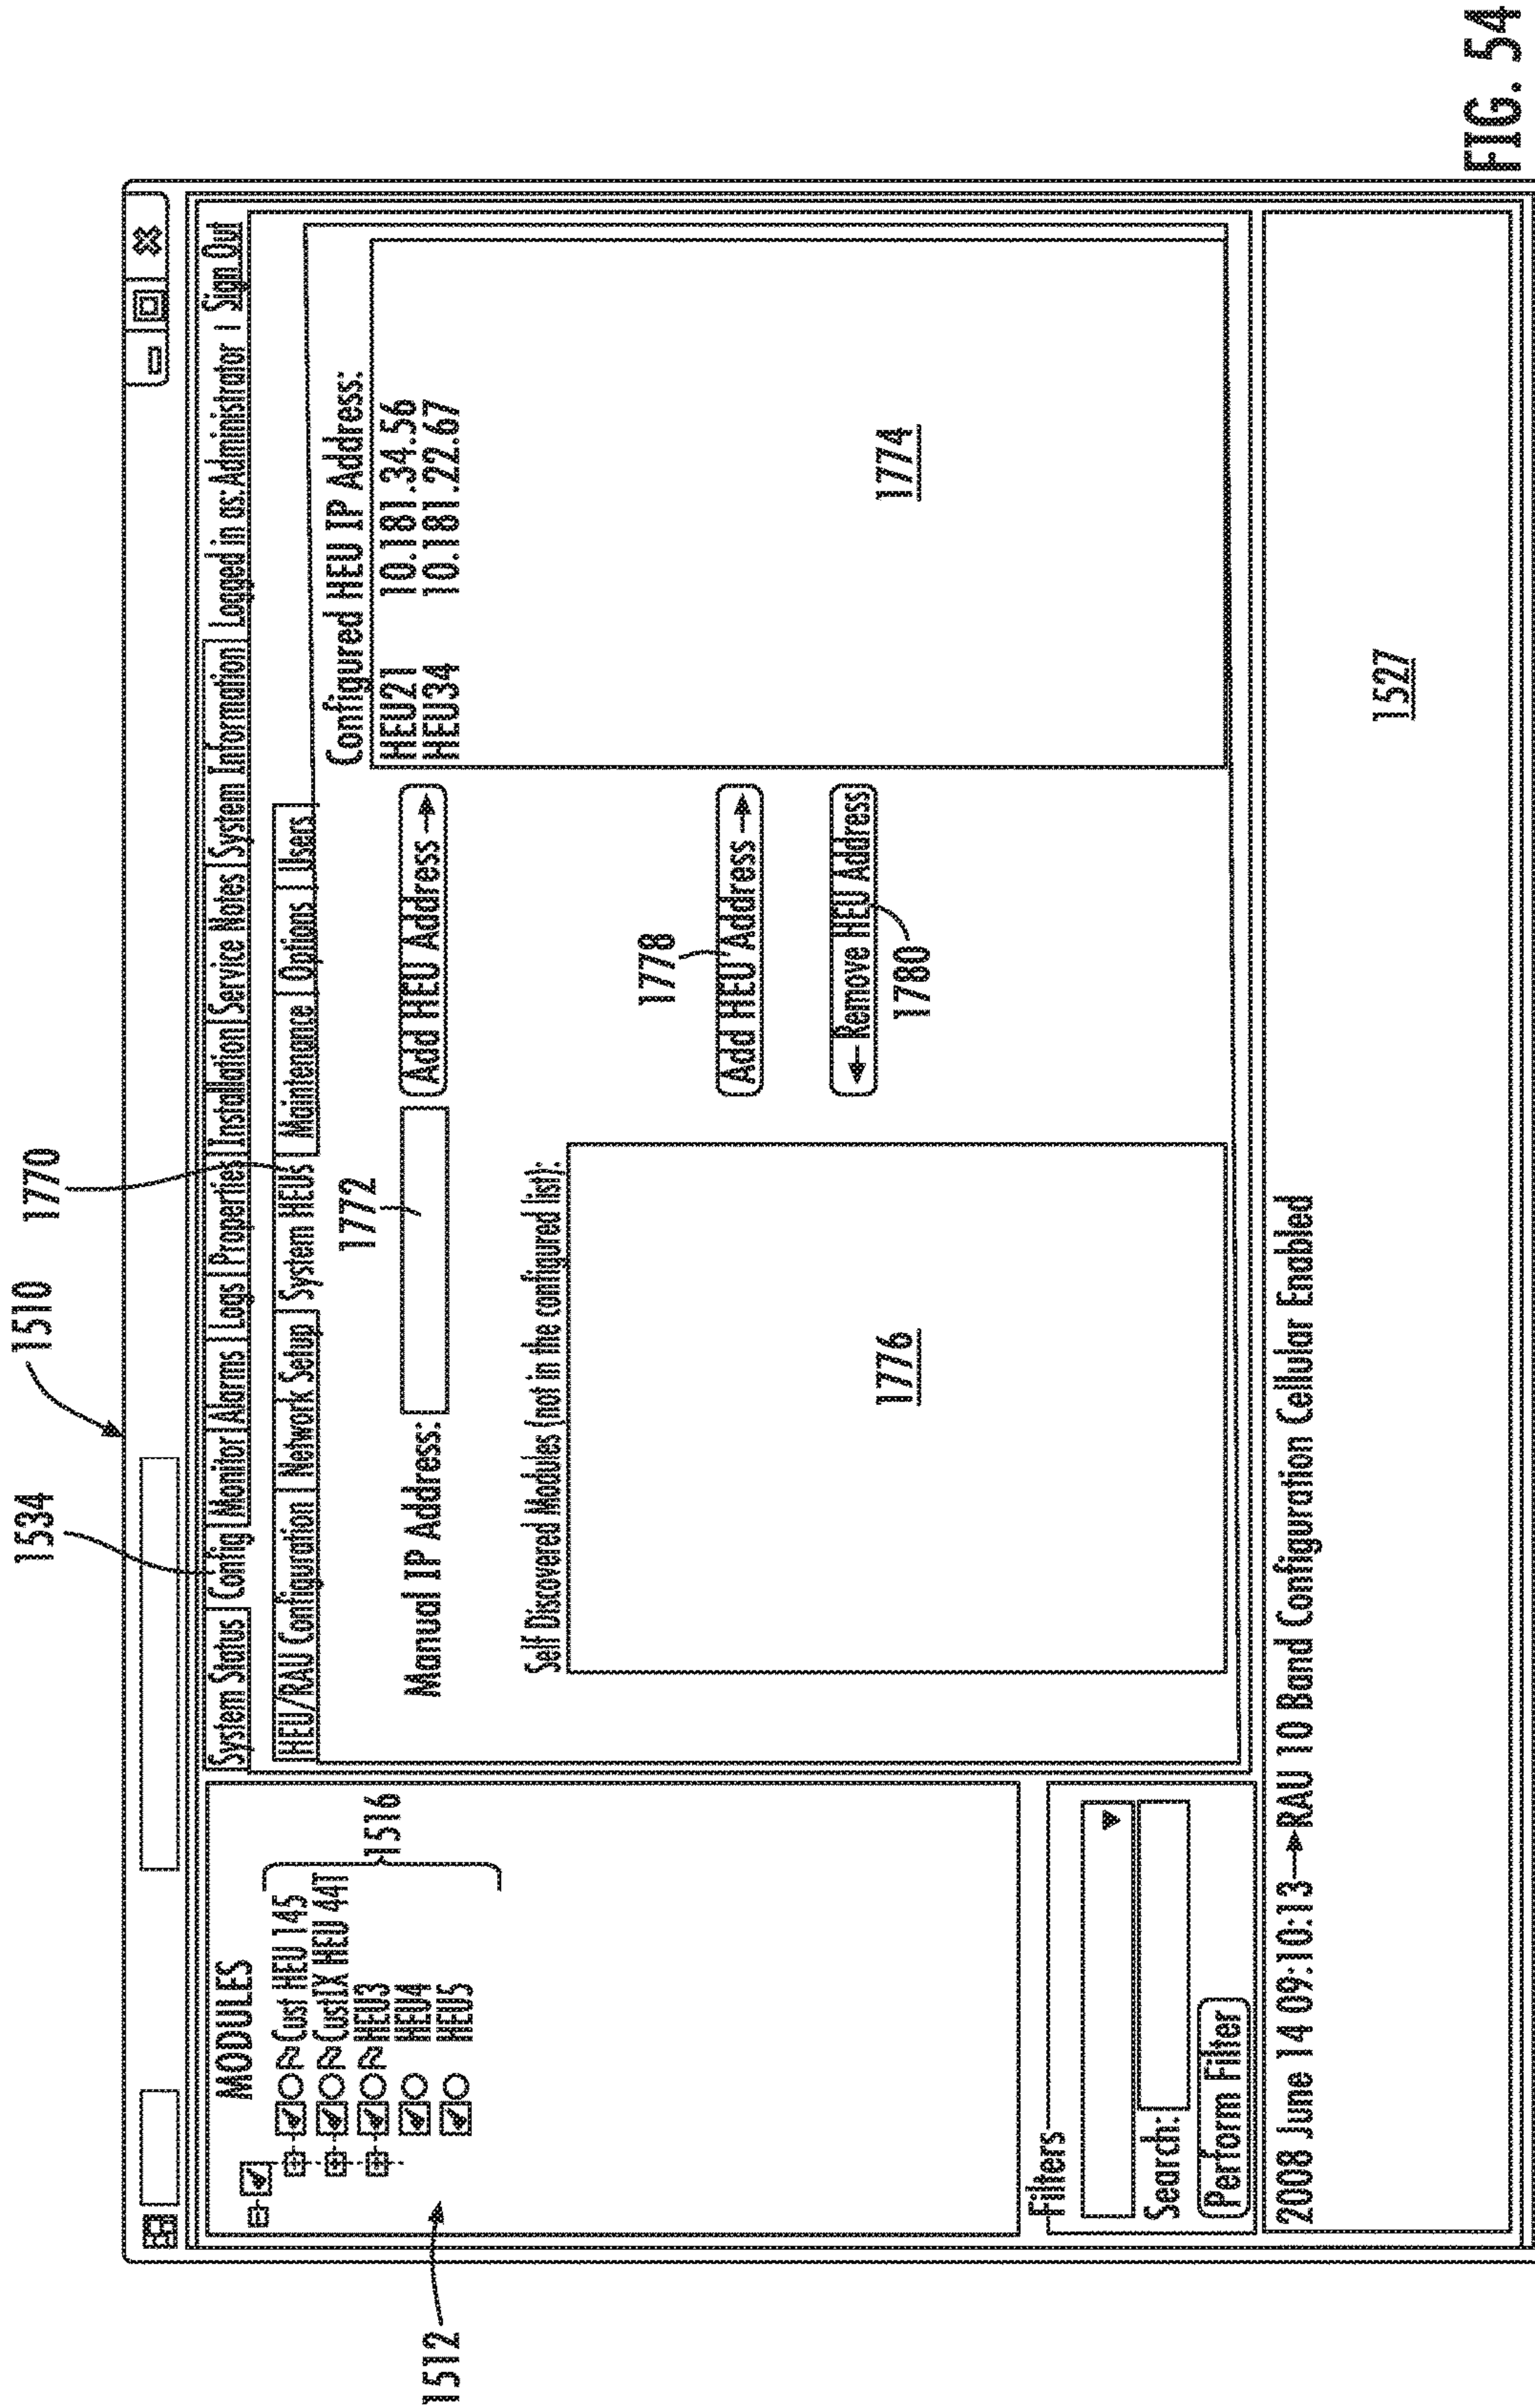 1534
1510
1770
System Status
Config
Monitor
Alarms
Logs
Properties
Installation
Service Notes
System Information
Logged in as:Administrator | Sign Out
HEU/RAU Configuration
Network Setup
System HEUs
Maintenance
Options
Users
MODULES
Cust HEU 145
CustTX HEU 44T
HEU3
HEU4
HEU5
1516
1512
1772
Manual IP Address:
Add HEU Address
Configured HEU IP Address:
HEU21 10.181.34.56
HEU34 10.181.22.67
1774
Self Discovered Modules (not in the configured list):
1776
1778
Add HEU Address
Remove HEU Address
1780
Filters
Search:
Perform Filter
2008 June 14 09:10:13→RAU 10 Band Configuration Cellular Enabled
1527
FIG. 54